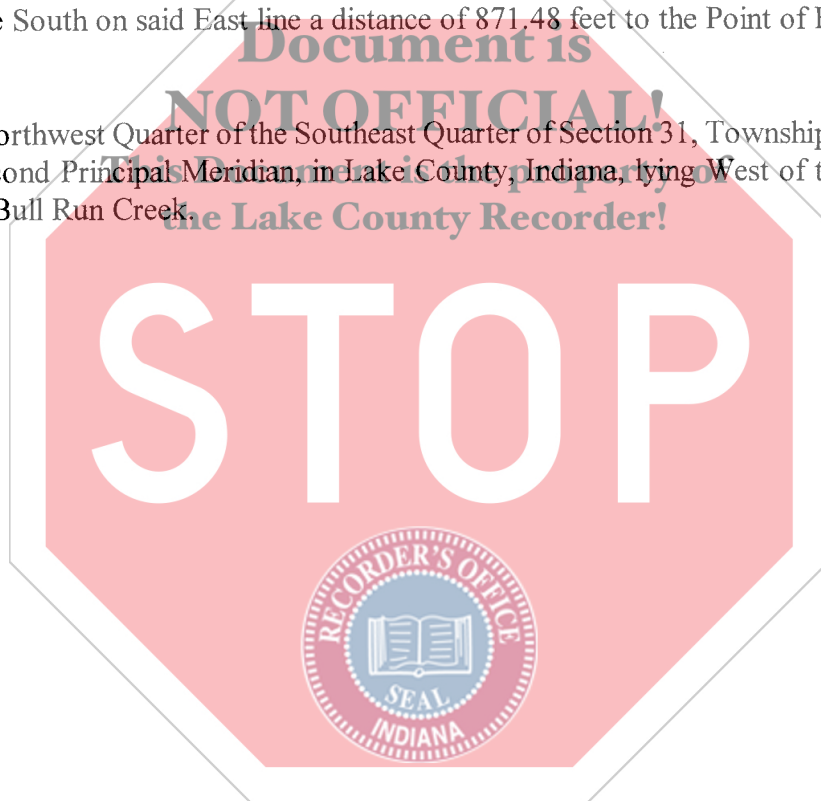 South on said East line a distance of 871.48 feet to the Point of
Document is
NOT OFFICIAL!
orthwest Quarter of the Southeast Quarter of Section 31, Township
This Document is the property of
ond Principal Meridian, in Lake County, Indiana, lying West of
Bull Run Creek.
the Lake County Recorder!
STOP
RECORDER'S OFFICE
SEAL
INDIANA